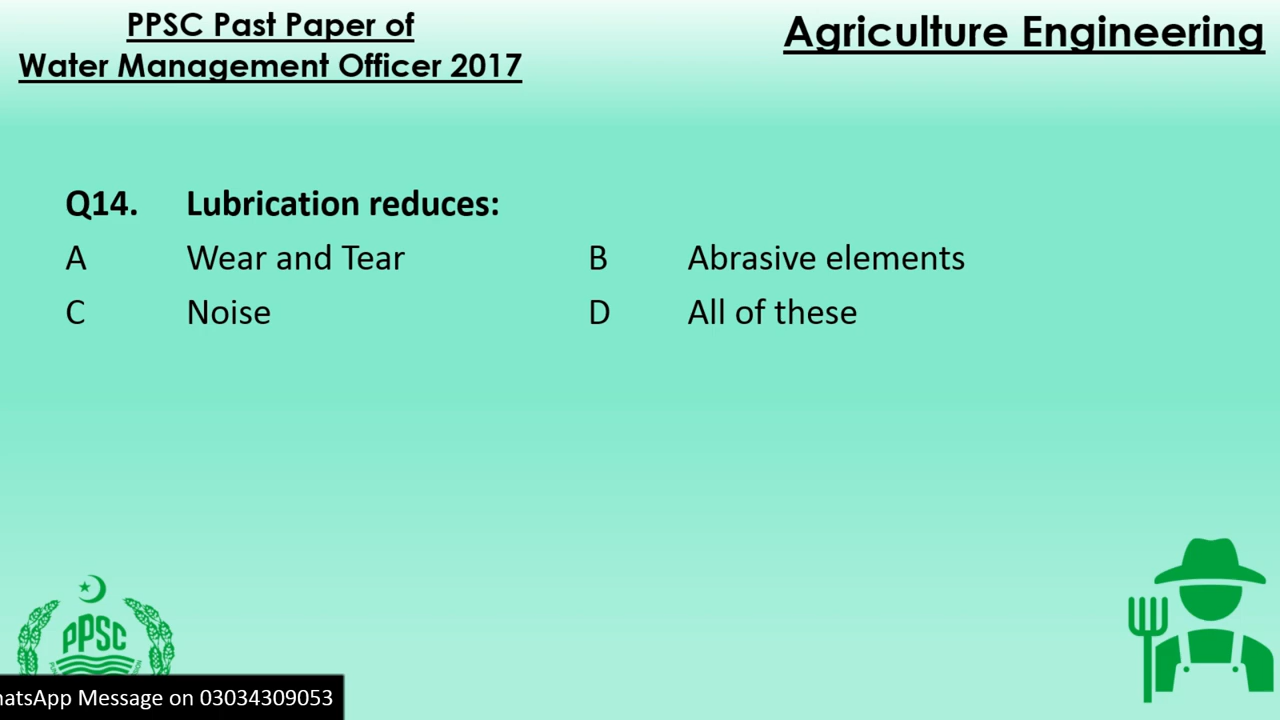 PPSC Past Paper of
Water Management Officer 2017
Agriculture Engineering
Q14. Lubrication reduces:
A Wear and Tear B Abrasive elements
C Noise D All of these
PPSC
hatsApp Message on 03034309053